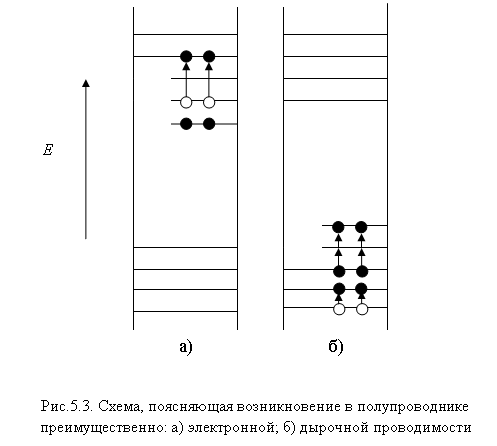 E
а)
б)
Рис.5.3. Схема, поясняющая возникновение в полупроводнике
преимущественно: а) электронной; б) дырочной проводимости